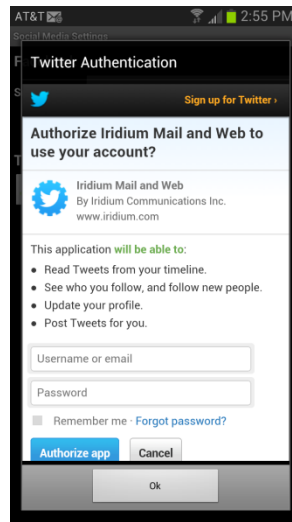 AT&T 2:55 PM
Social Media Settings
Twitter Authentication
Sign up for Twitter ›
Authorize Iridium Mail and Web to
use your account?
Iridium Mail and Web
By Iridium Communications Inc.
www.iridium.com
This application will be able to:
• Read Tweets from your timeline.
• See who you follow, and follow new people.
• Update your profile.
• Post Tweets for you.
Username or email
Password
Remember me · Forgot password?
Authorize app Cancel
Ok